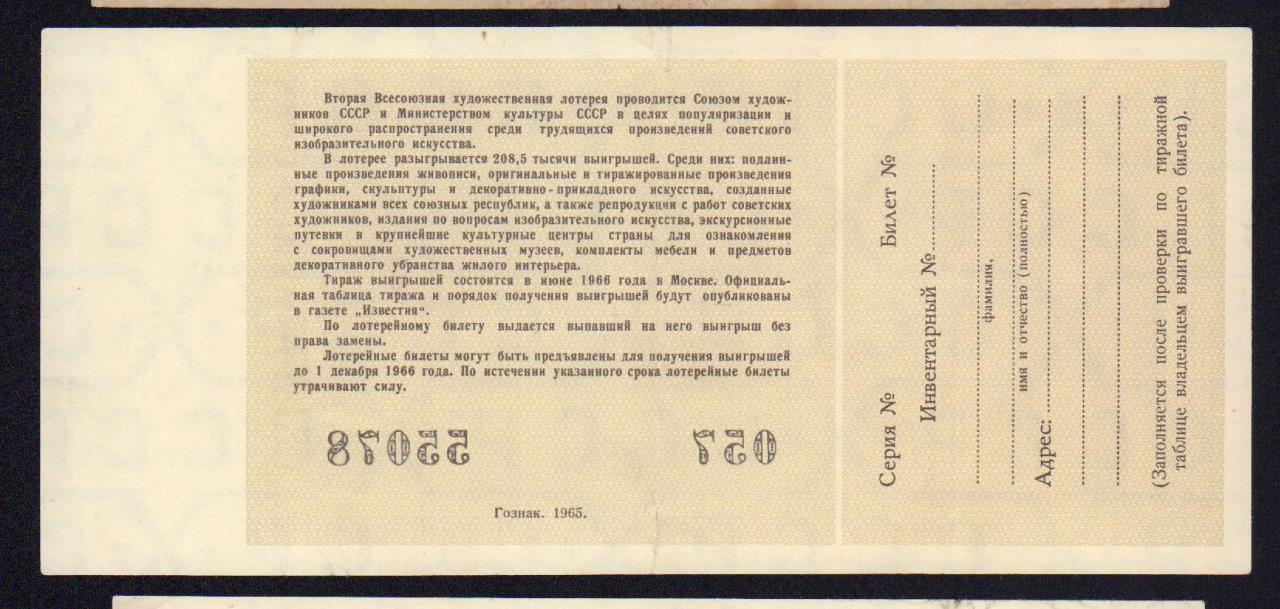 Вторая Всесоюзная художественная лотерея проводится Союзом худож-
ников СССР и Министерством культуры СССР в целях популяризации и
широкого распространения среди трудящихся произведений советского
изобразительного искусства.
В лотерее разыгрывается 208,5 тысячи выигрышей. Среди них: подлин-
ные произведения живописи, оригинальные и тиражированные произведения
графики, скульптуры и декоративно-прикладного искусства, созданные
художниками всех союзных республик, а также репродукции с работ советских
художников, издания по вопросам изобразительного искусства, экскурсионные
путевки в крупнейшие культурные центры страны для ознакомления
с сокровищами художественных музеев, комплекты мебели и предметов
декоративного убранства жилого интерьера.
Тираж выигрышей состоится в июне 1966 года в Москве. Официаль-
ная таблица тиража и порядок получения выигрышей будут опубликованы
в газете „Известия“.
По лотерейному билету выдается выпавший на него выигрыш без
права замены.
Лотерейные билеты могут быть предъявлены для получения выигрышей
до 1 декабря 1966 года. По истечении указанного срока лотерейные билеты
утрачивают силу.
55078 057
Гознак. 1965.
Серия № Билет №
Инвентарный №
фамилия,
имя и отчество (полностью)
Адрес:
(Заполняется после проверки по тиражной
таблице владельцем выигравшего билета).